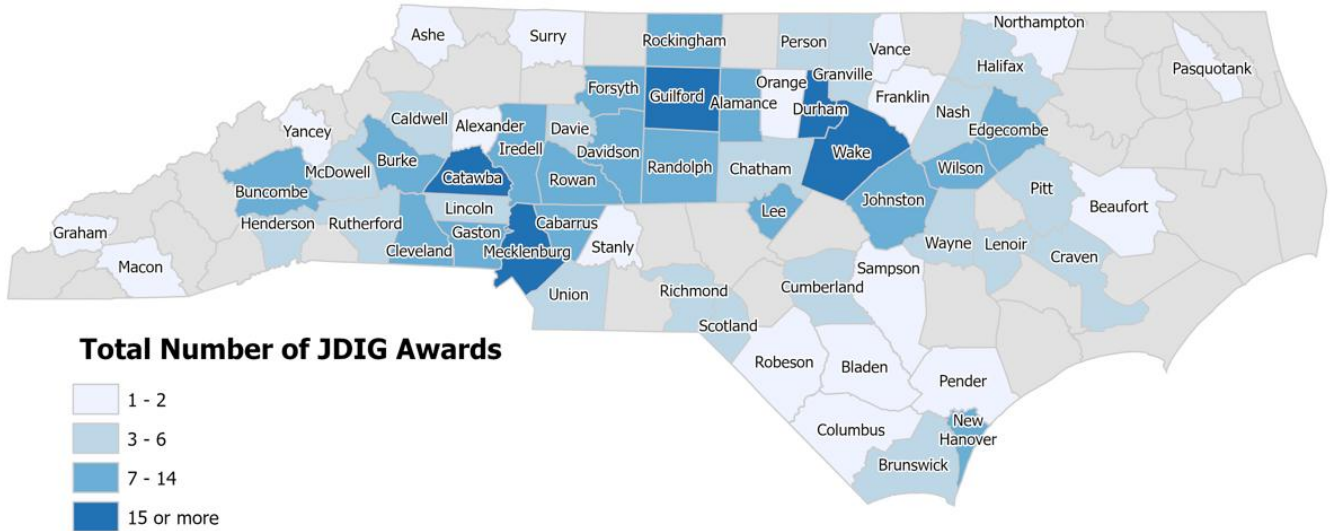 Northampton
Ashe
Surry
Rockingham
Person
Vance
Halifax
Pasquotank
Granville
Forsyth
Guilford
Alamance
Orange
Durham
Franklin
Nash
Edgecombe
Caldwell
Alexander
Davie
Yancey
Iredell
Davidson
Burke
McDowell
Catawba
Rowan
Randolph
Chatham
Wake
Wilson
Pitt
Buncombe
Johnston
Beaufort
Lincoln
Lee
Henderson
Rutherford
Gaston
Cabarrus
Graham
Cleveland
Mecklenburg
Stanly
Wayne
Lenoir
Craven
Macon
Sampson
Union
Richmond
Cumberland
Scotland
Total Number of JDIG Awards
Robeson
Bladen
Pender
1 - 2
3 - 6
7 - 14
15 or more
Columbus
New
Hanover
Brunswick